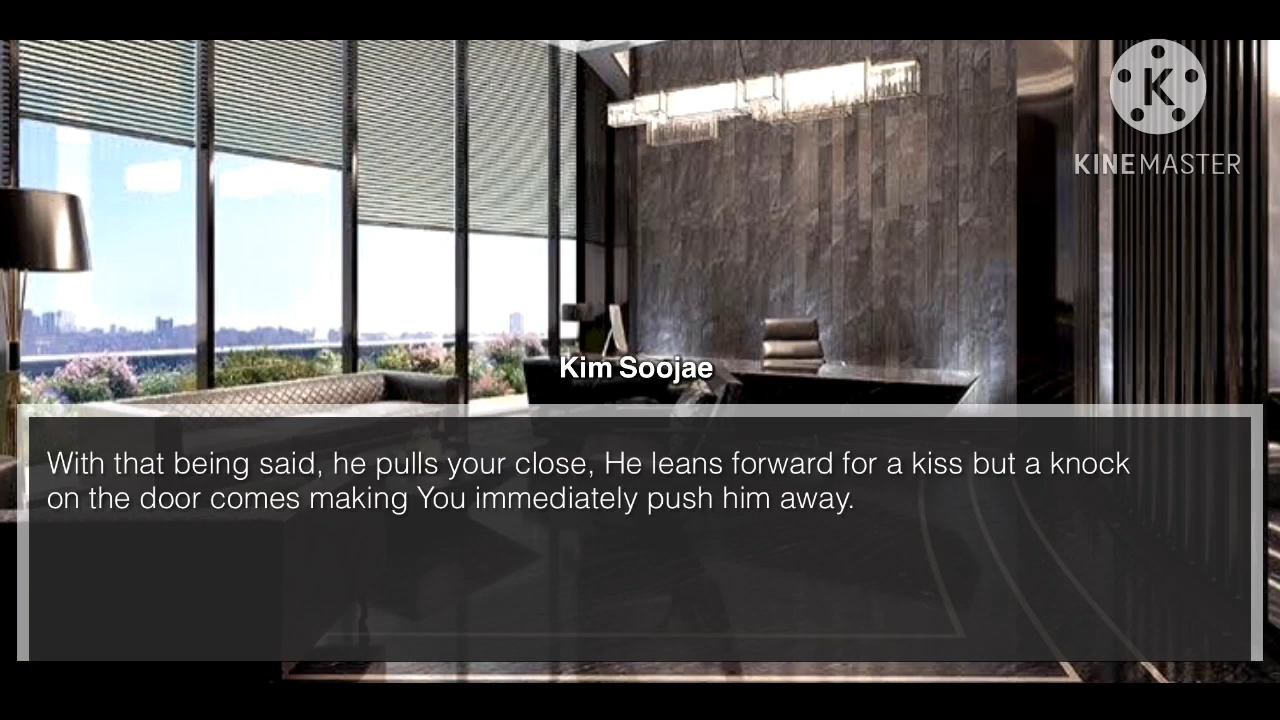 KINEMASTER
Kim Soojae
With that being said, he pulls your close, He leans forward for a kiss but a knock
on the door comes making You immediately push him away.